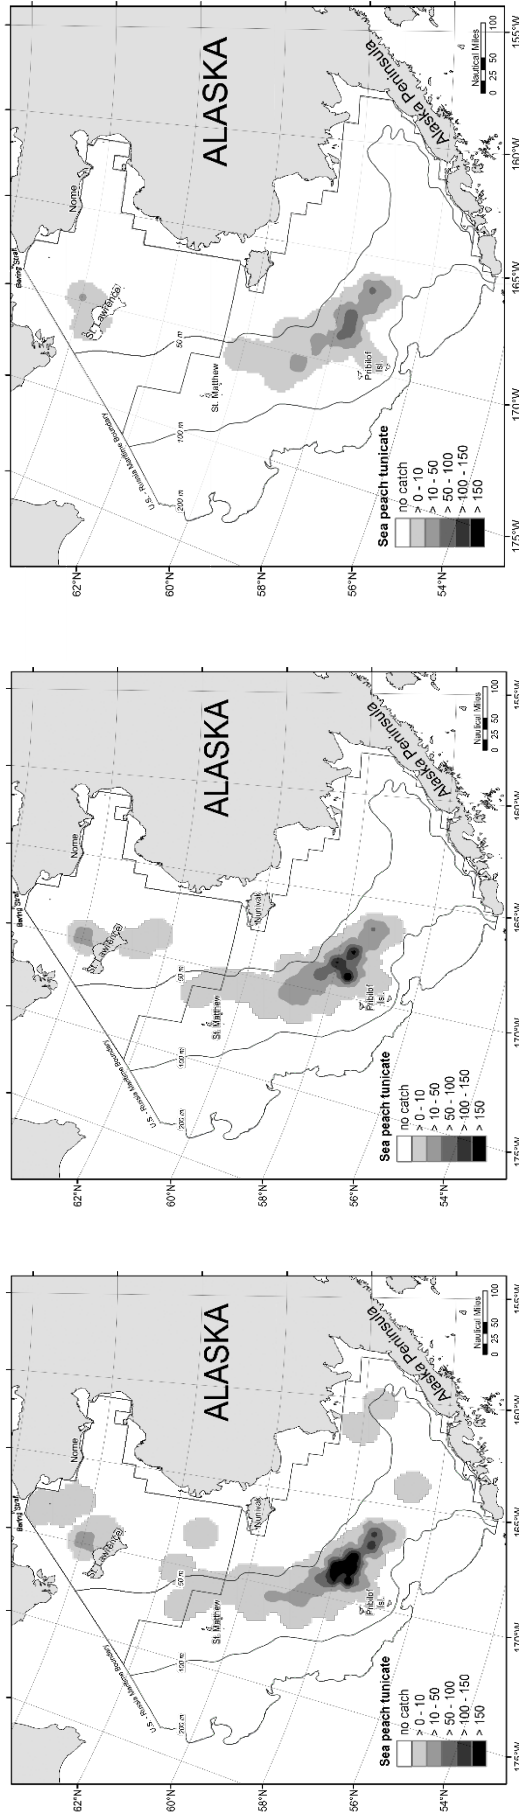 Bering Strait
62°N
Nome
St. Lawrence
U.S. - Russia Maritime Boundary
60°N
200 m
100 m
50 m
ALASKA
St. Matthew
58°N
Nunivak
56°N
Pribilof
Isl.
Alaska Peninsula
Sea peach tunicate
no catch
> 0 - 10
> 10 - 50
> 50 - 100
> 100 - 150
> 150
54°N
Nautical Miles
0 25 50 100
175°W 170°W 165°W 160°W 155°W
Bering Strait
62°N
Nome
St. Lawrence
U.S. - Russia Maritime Boundary
60°N
200 m
100 m
50 m
ALASKA
St. Matthew
58°N
Nunivak
56°N
Pribilof
Isl.
Alaska Peninsula
Sea peach tunicate
no catch
> 0 - 10
> 10 - 50
> 50 - 100
> 100 - 150
> 150
54°N
Nautical Miles
0 25 50 100
175°W 170°W 165°W 160°W 155°W
Bering Strait
62°N
Nome
St. Lawrence
U.S. - Russia Maritime Boundary
60°N
200 m
100 m
50 m
ALASKA
St. Matthew
58°N
56°N
Pribilof
Isl.
Alaska Peninsula
Sea peach tunicate
no catch
> 0 - 10
> 10 - 50
> 50 - 100
> 100 - 150
> 150
54°N
Nautical Miles
0 25 50 100
175°W 170°W 165°W 160°W 155°W